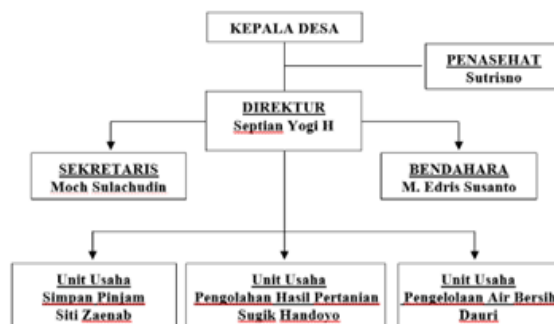 KEPALA DESA
PENASEHAT
Sutrisno
DIREKTUR
Septian Yogi H
SEKRETARIS
Moch Sulachudin
BENDAHARA
M. Edris Susanto
Unit Usaha
Simpan Pinjam
Siti Zaenab
Unit Usaha
Pengolahan Hasil Pertanian
Sugik Handoyo
Unit Usaha
Pengelolaan Air Bersih
Dauri